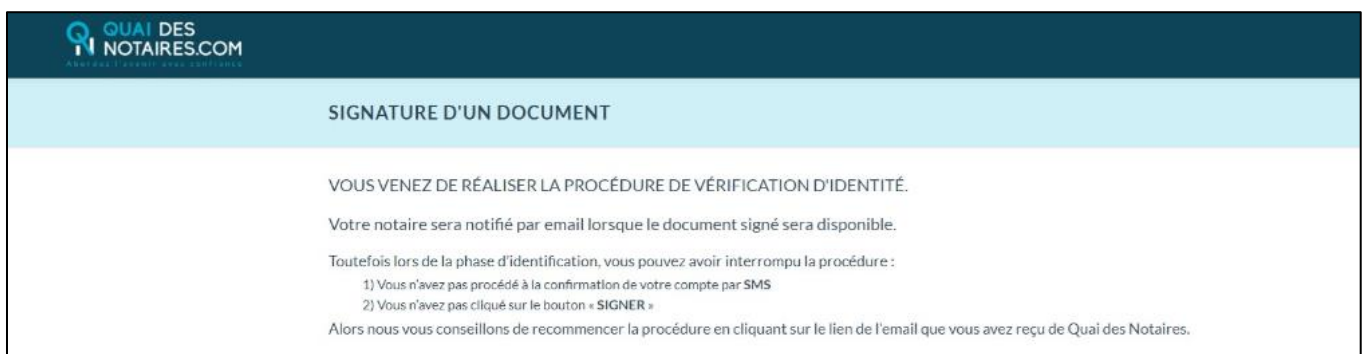 QUAI DES
NOTAIRES.COM
Abordez l'avenir avec confiance
SIGNATURE D'UN DOCUMENT
VOUS VENEZ DE RÉALISER LA PROCÉDURE DE VÉRIFICATION D'IDENTITÉ.
Votre notaire sera notifié par email lorsque le document signé sera disponible.
Toutefois lors de la phase d'identification, vous pouvez avoir interrompu la procédure :
1) Vous n'avez pas procédé à la confirmation de votre compte par SMS
2) Vous n'avez pas cliqué sur le bouton « SIGNER »
Alors nous vous conseillons de recommencer la procédure en cliquant sur le lien de l'email que vous avez reçu de Quai des Notaires.